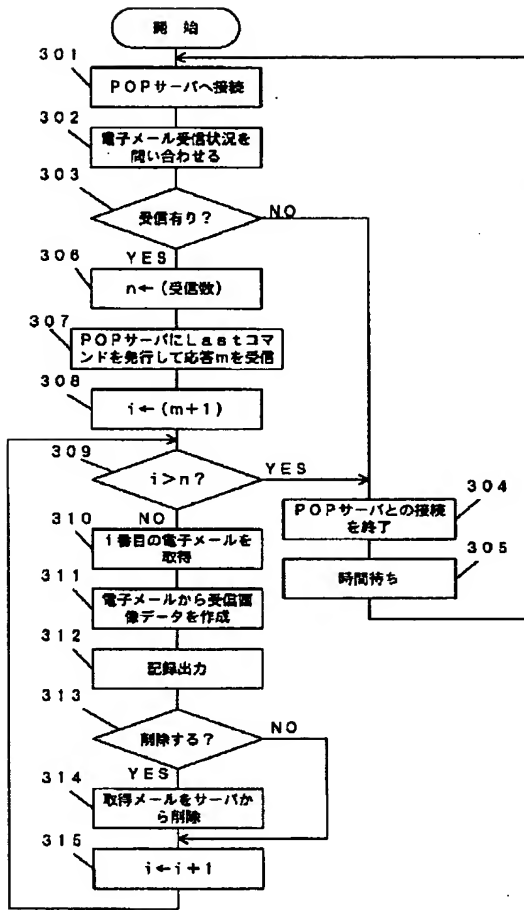 開 始
301
POPサーバへ接続
302
電子メール受信状況を
問い合わせる
303
受信有り?
NO
306
YES
n←(受信数)
307
POPサーバにLastコマ
ンドを発行して応答mを受信
308
i←(m+1)
309
i>n?
YES
304
POPサーバとの接続
を終了
305
時間待ち
310
NO
i番目の電子メールを
取得
311
電子メールから受信画
像データを作成
312
記録出力
313
削除する?
NO
314
YES
取得メールをサーバか
ら削除
315
i←i+1